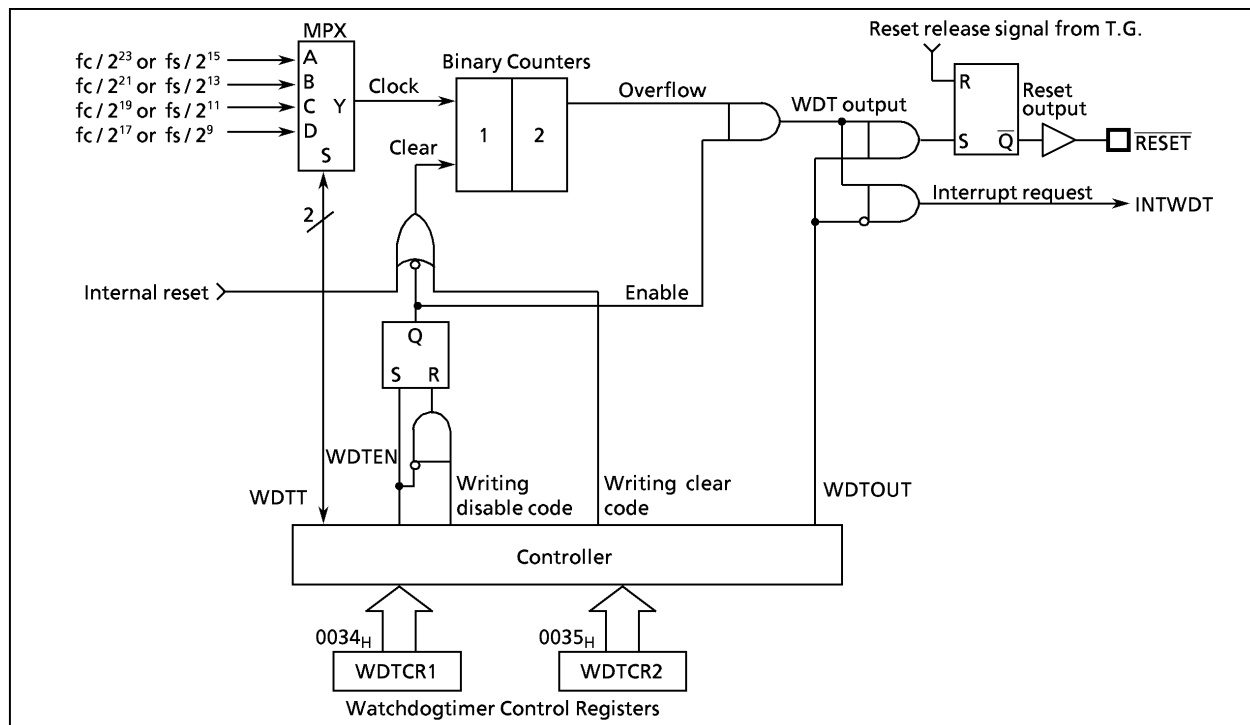 MPX
Reset release signal from T.G.
fc / 2²³ or fs / 2¹⁵
A
fc / 2²¹ or fs / 2¹³
B
fc / 2¹⁹ or fs / 2¹¹
C
Y
fc / 2¹⁷ or fs / 2⁹
D
S
Clock
Binary Counters
1
2
Clear
Overflow
WDT output
R
S
Q̅
Reset
output
R̅E̅S̅E̅T̅
Interrupt request
INTWDT
2
Internal reset
Enable
Q
S
R
WDTEN
WDTT
Writing
disable code
Writing clear
code
WDTOUT
Controller
0034H
0035H
WDTCR1
WDTCR2
Watchdogtimer Control Registers